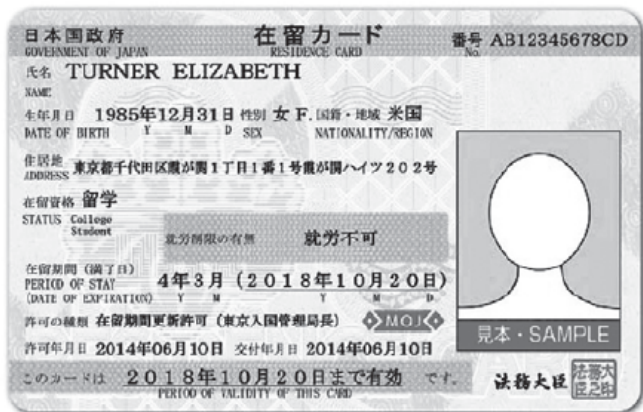 日本国政府 在留カード 番号 AB12345678CD
GOVERNMENT OF JAPAN RESIDENCE CARD No.
氏名 TURNER ELIZABETH
NAME
生年月日 1985年12月31日 性別 女 F. 国籍・地域 米国
DATE OF BIRTH Y M D SEX NATIONALITY/REGION
住居地 東京都千代田区霞が関1丁目1番1号霞が関ハイツ202号
ADDRESS
在留資格 留学
STATUS College
Student
就労制限の有無 就労不可
在留期間(満了日) 4年3月(2018年10月20日)
PERIOD OF STAY
(DATE OF EXPIRATION) Y M Y M D
許可の種類 在留期間更新許可(東京入国管理局長) MOJ
許可年月日 2014年06月10日 交付年月日 2014年06月10日
このカードは 2018年10月20日まで有効 です。
PERIOD OF VALIDITY OF THIS CARD
見本・SAMPLE
法務大臣 法務大臣之印